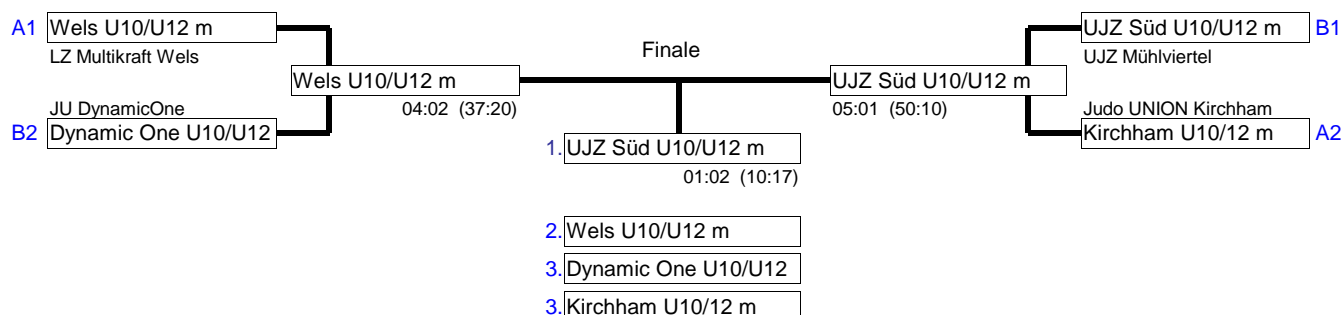 A1 Wels U10/U12 m
LZ Multikraft Wels
Finale
UJZ Süd U10/U12 m B1
UJZ Mühlviertel
Wels U10/U12 m
04:02 (37:20)
UJZ Süd U10/U12 m
05:01 (50:10)
JU DynamicOne
B2 Dynamic One U10/U12
Judo UNION Kirchham
Kirchham U10/12 m A2
1. UJZ Süd U10/U12 m
01:02 (10:17)
2. Wels U10/U12 m
3. Dynamic One U10/U12
3. Kirchham U10/12 m